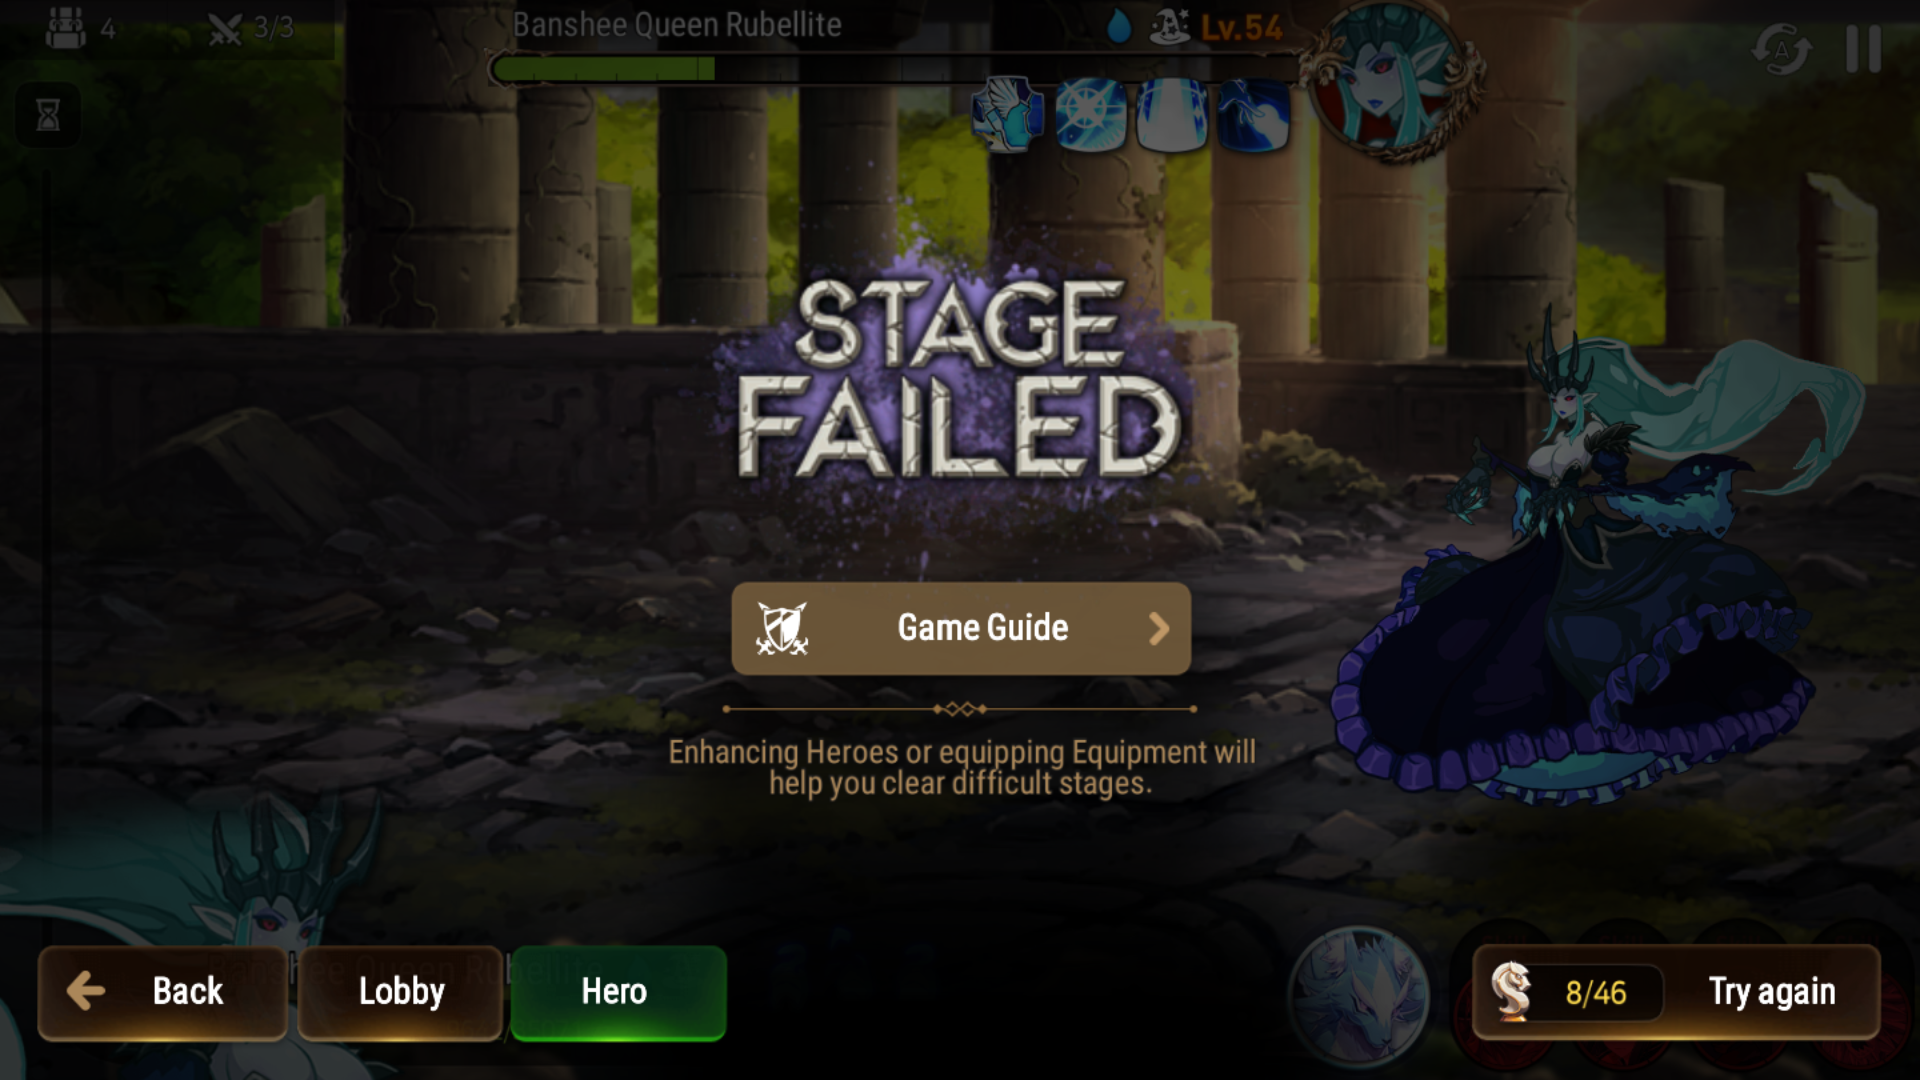 4
3/3
Banshee Queen Rubellite
Lv.54
A
STAGE
FAILED
Game Guide
Enhancing Heroes or equipping Equipment will
help you clear difficult stages.
Back
Lobby
Hero
8/46
Try again